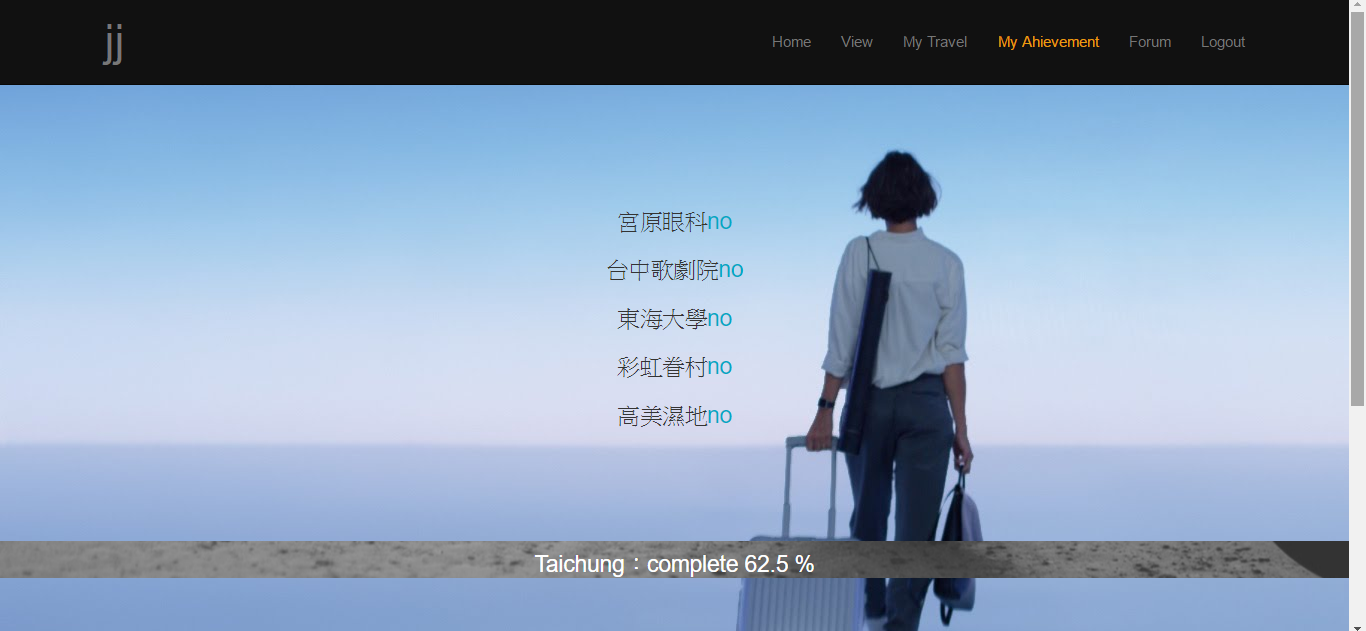 jj
Home View My Travel My Ahievement Forum Logout
宮原眼科no
台中歌劇院no
東海大學no
彩虹眷村no
高美濕地no
Taichung：complete 62.5 %